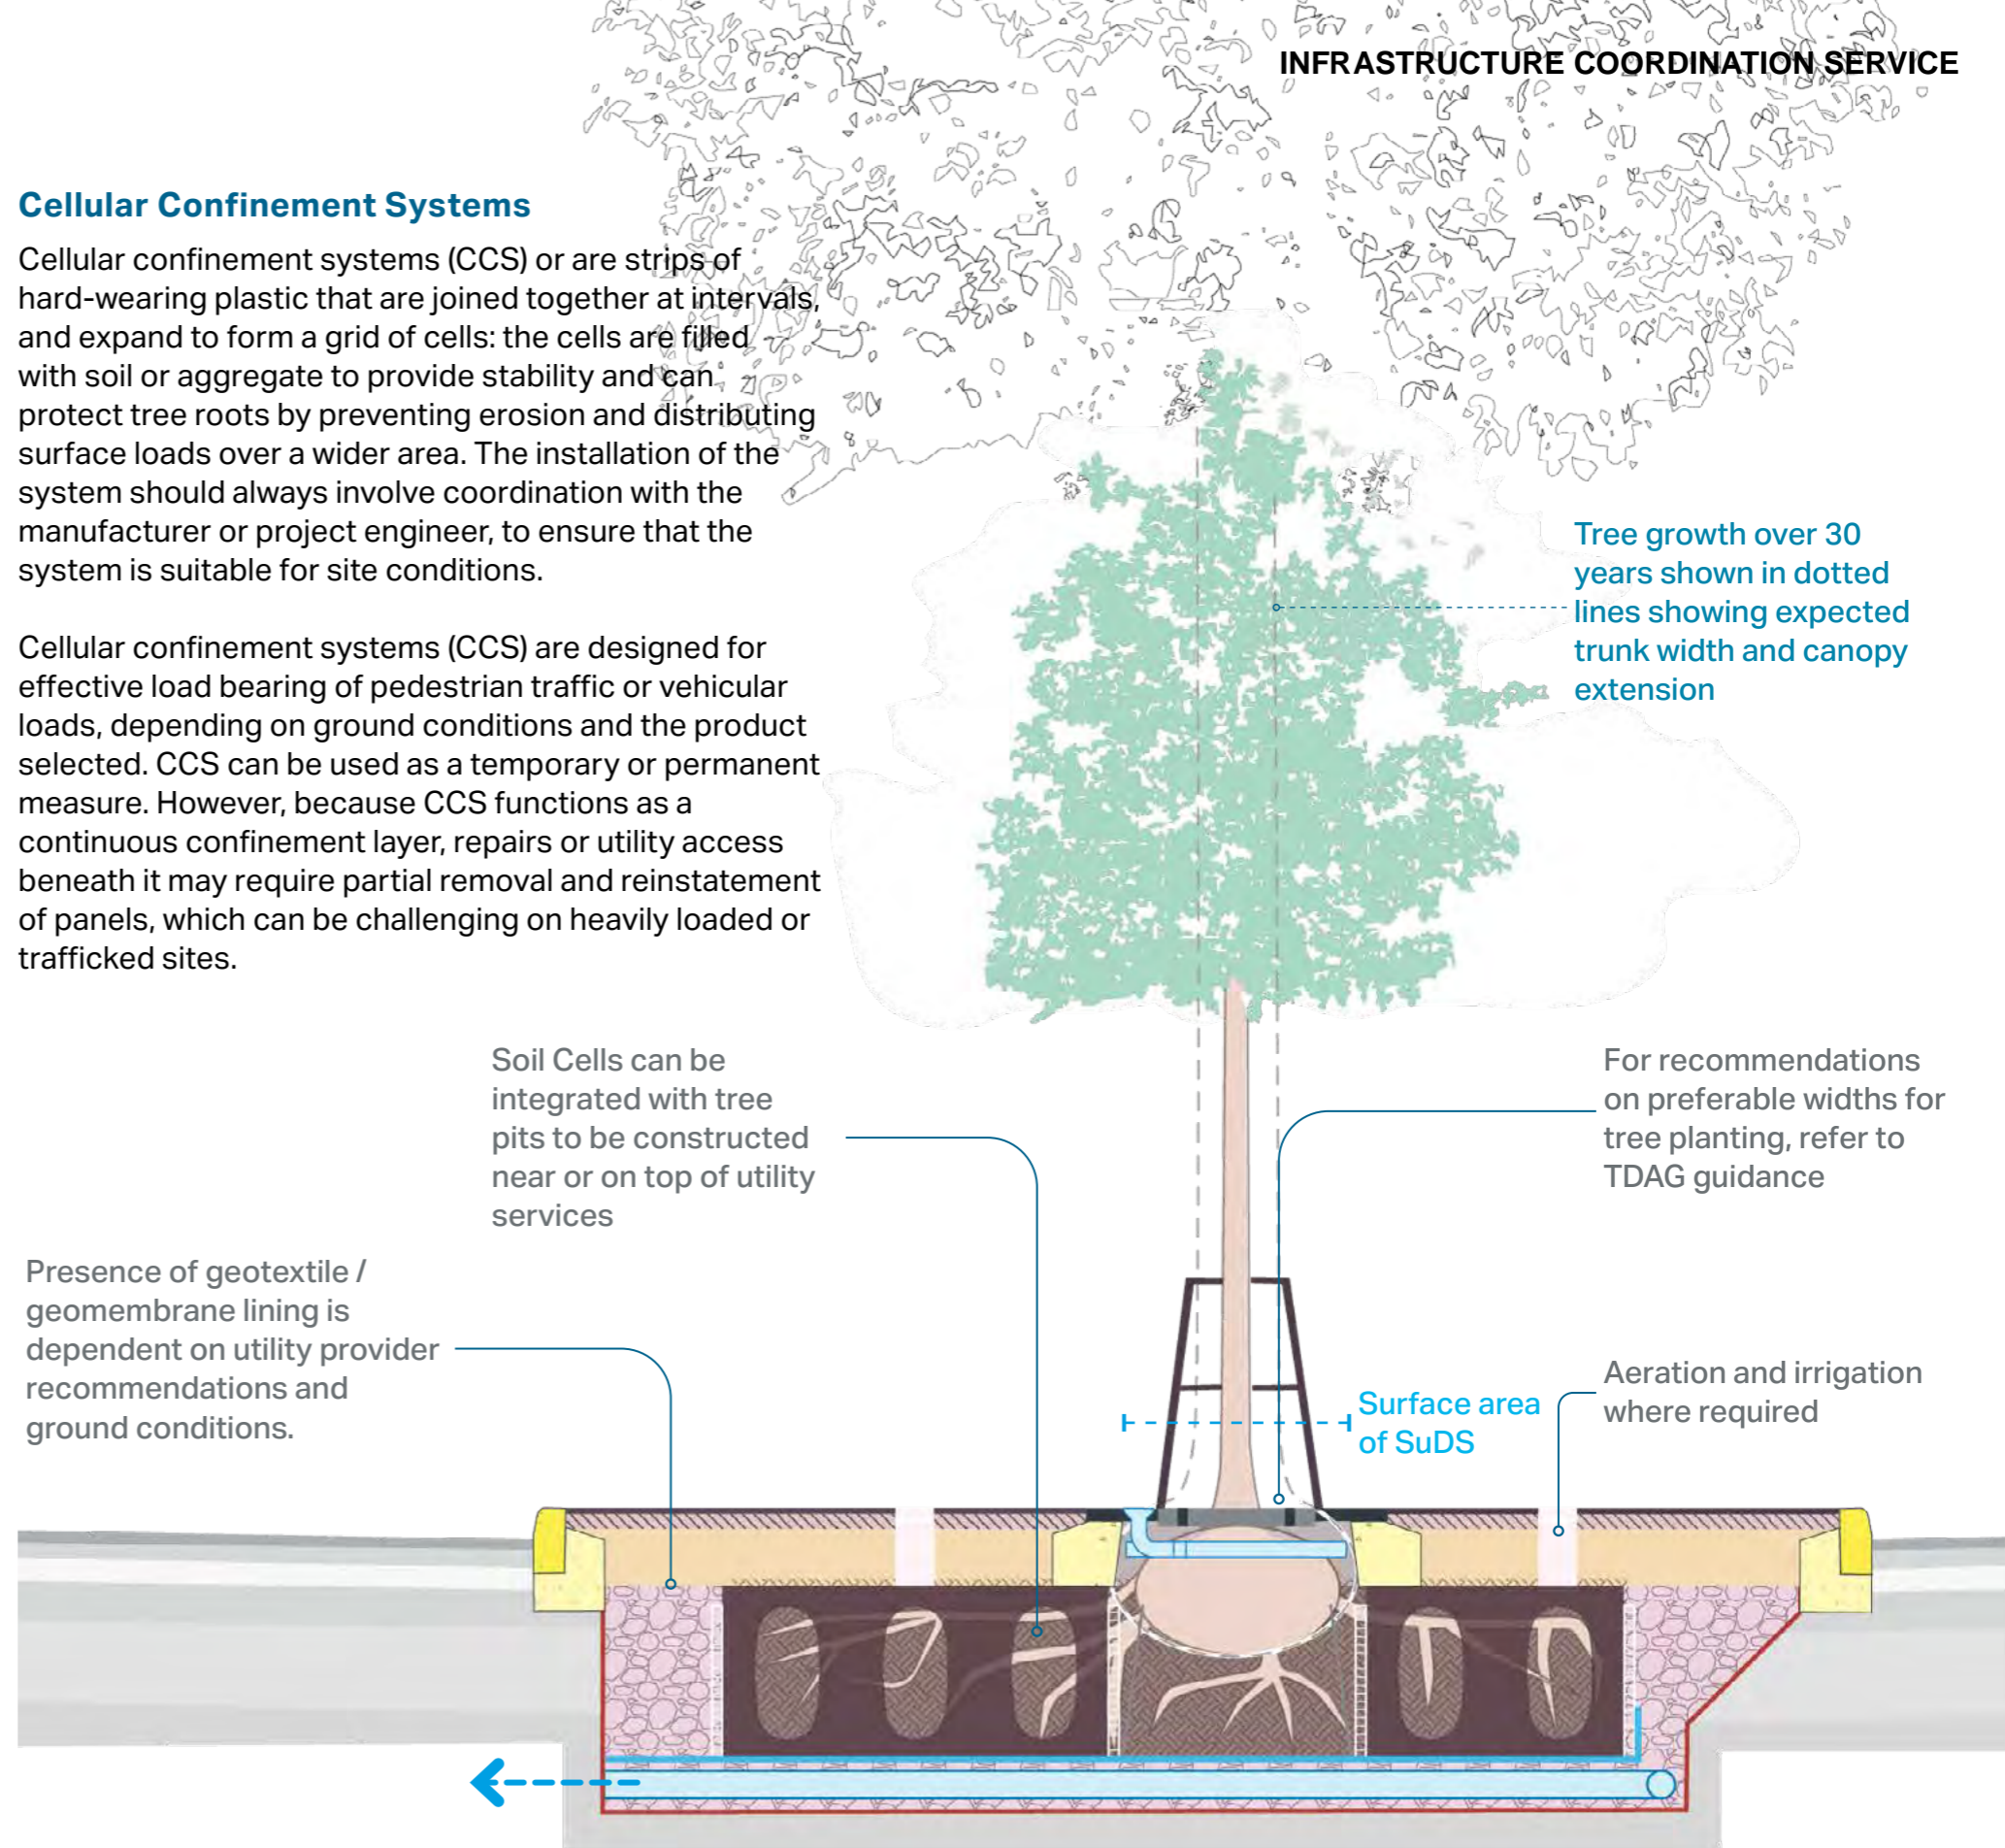 INFRASTRUCTURE COORDINATION SERVICE
Cellular Confinement Systems
Cellular confinement systems (CCS) or are strips of
hard-wearing plastic that are joined together at intervals,
and expand to form a grid of cells: the cells are filled
with soil or aggregate to provide stability and can
protect tree roots by preventing erosion and distributing
surface loads over a wider area. The installation of the
system should always involve coordination with the
manufacturer or project engineer, to ensure that the
system is suitable for site conditions.
Cellular confinement systems (CCS) are designed for
effective load bearing of pedestrian traffic or vehicular
loads, depending on ground conditions and the product
selected. CCS can be used as a temporary or permanent
measure. However, because CCS functions as a
continuous confinement layer, repairs or utility access
beneath it may require partial removal and reinstatement
of panels, which can be challenging on heavily loaded or
trafficked sites.
Tree growth over 30
years shown in dotted
lines showing expected
trunk width and canopy
extension
Soil Cells can be
integrated with tree
pits to be constructed
near or on top of utility
services
For recommendations
on preferable widths for
tree planting, refer to
TDAG guidance
Presence of geotextile /
geomembrane lining is
dependent on utility provider
recommendations and
ground conditions.
Surface area
of SuDS
Aeration and irrigation
where required